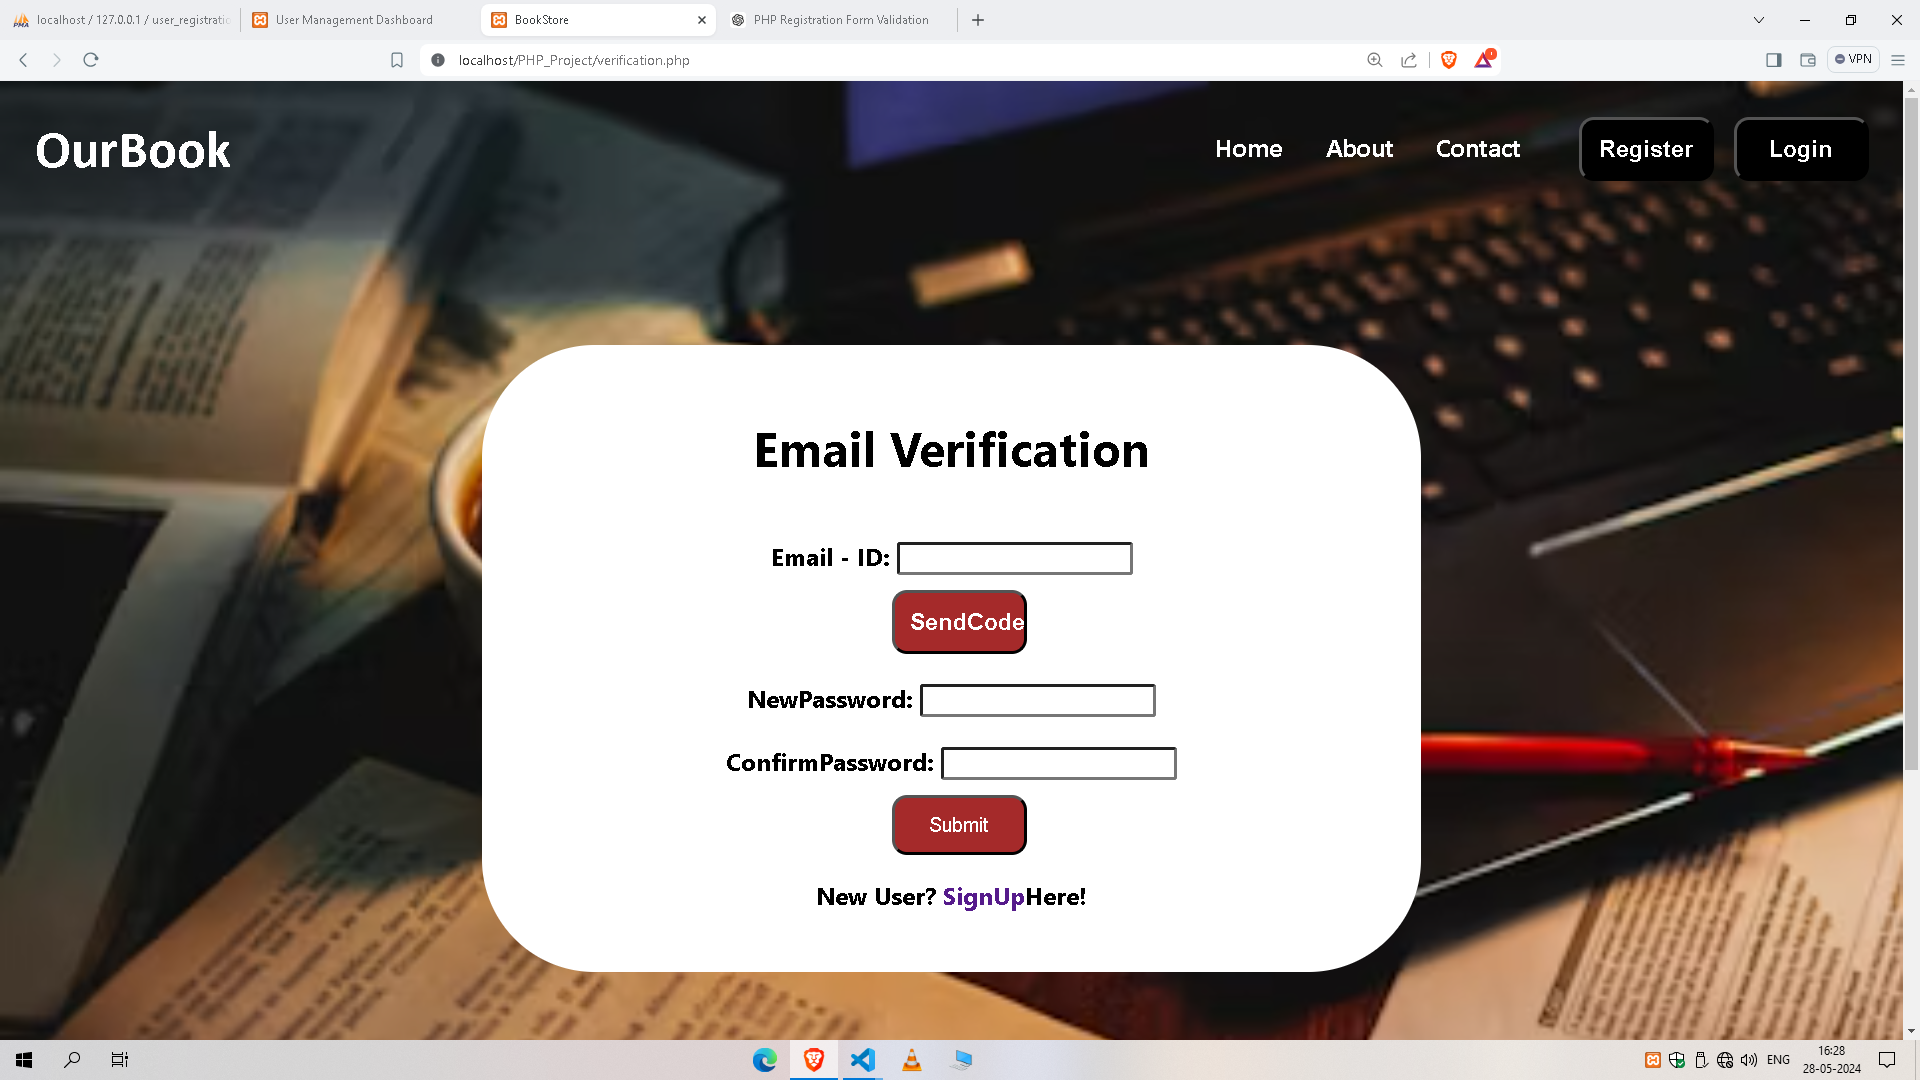 localhost / 127.0.0.1 / user_registratio
User Management Dashboard
BookStore
PHP Registration Form Validation
localhost/PHP_Project/verification.php
VPN
OurBook
Home
About
Contact
Register
Login
Email Verification
Email - ID:
SendCode
NewPassword:
ConfirmPassword:
Submit
New User? SignUpHere!
ENG
16:28
28-05-2024